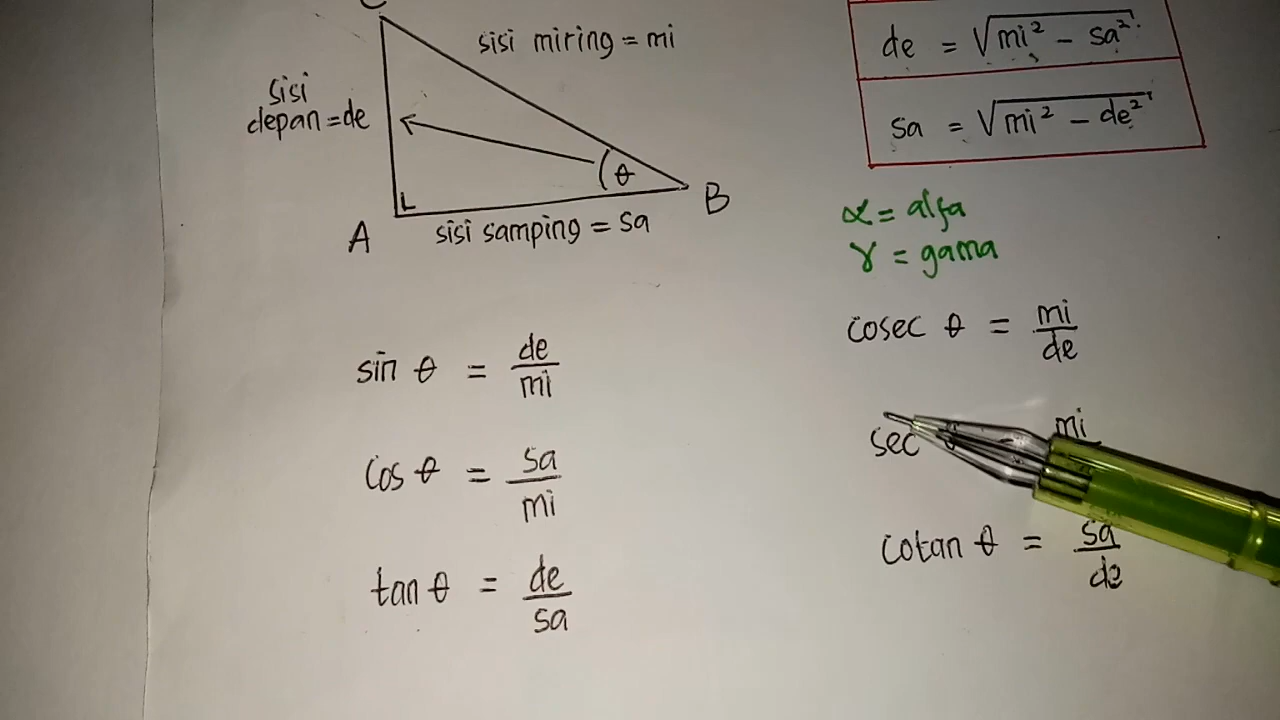 C
sisi miring = mi
sisi
depan = de
θ
A
B
sisi samping = sa
de = √mi² - sa²
sa = √mi² - de²
α = alfa
γ = gama
sin θ = de/mi
cos θ = sa/mi
tan θ = de/sa
cosec θ = mi/de
sec mi
cotan θ = sa/de